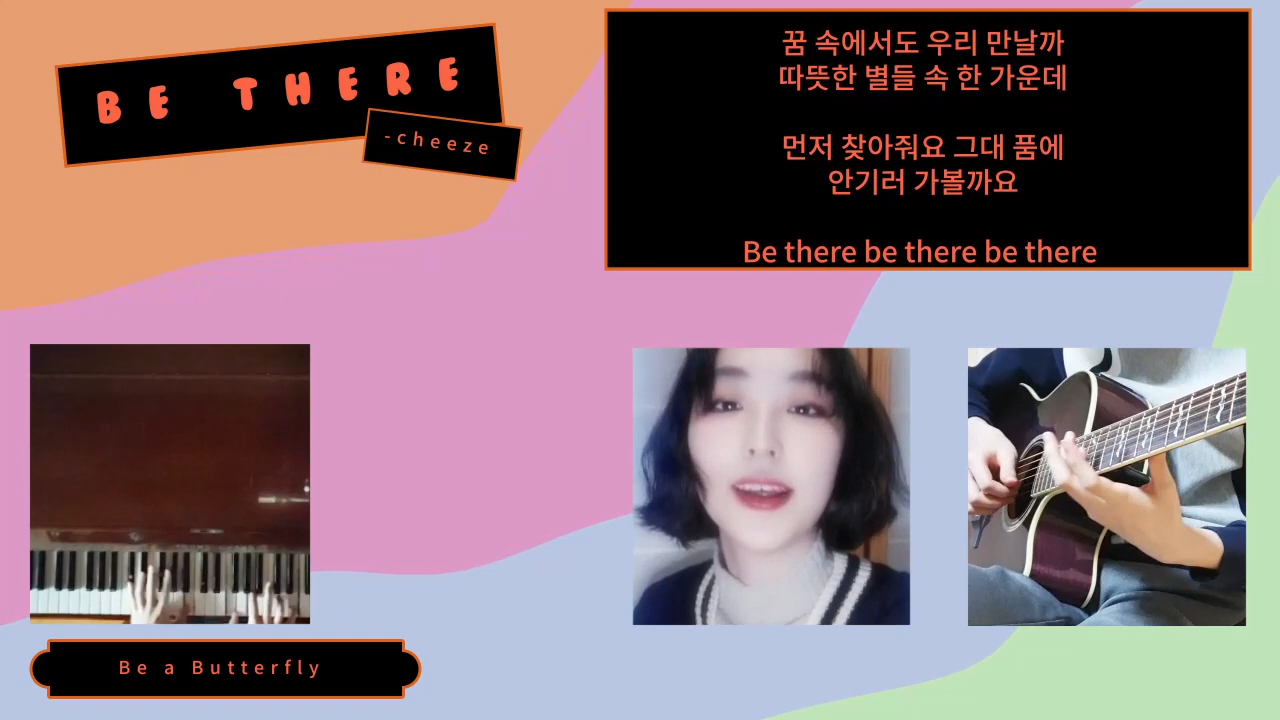 BE THERE
-cheeze
꿈 속에서도 우리 만날까
따뜻한 별들 속 한 가운데
먼저 찾아줘요 그대 품에
안기러 가볼까요
Be there be there be there
Be a Butterfly